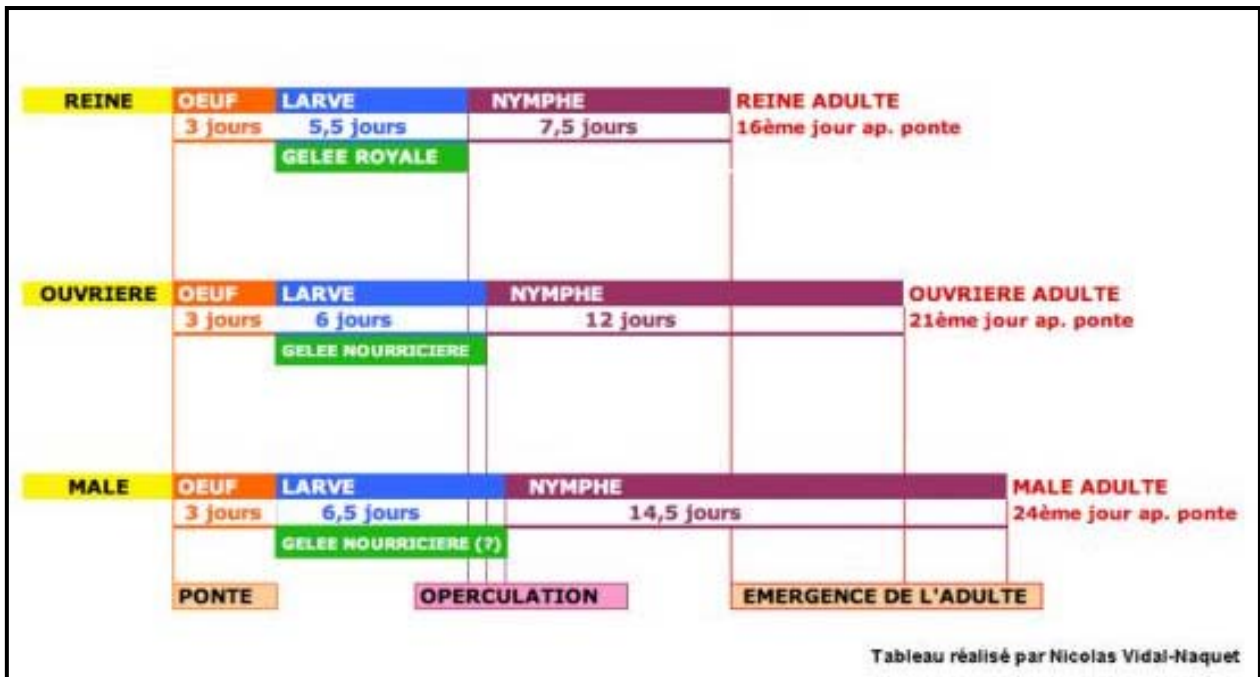 REINE OEUF LARVE NYMPHE REINE ADULTE
3 jours 5,5 jours 7,5 jours 16ème jour ap. ponte
GELEE ROYALE
OUVRIERE OEUF LARVE NYMPHE OUVRIERE ADULTE
3 jours 6 jours 12 jours 21ème jour ap. ponte
GELEE NOURRICIERE
MALE OEUF LARVE NYMPHE MALE ADULTE
3 jours 6,5 jours 14,5 jours 24ème jour ap. ponte
GELEE NOURRICIERE (?)
PONTE OPERCULATION EMERGENCE DE L'ADULTE
Tableau réalisé par Nicolas Vidal-Naquet